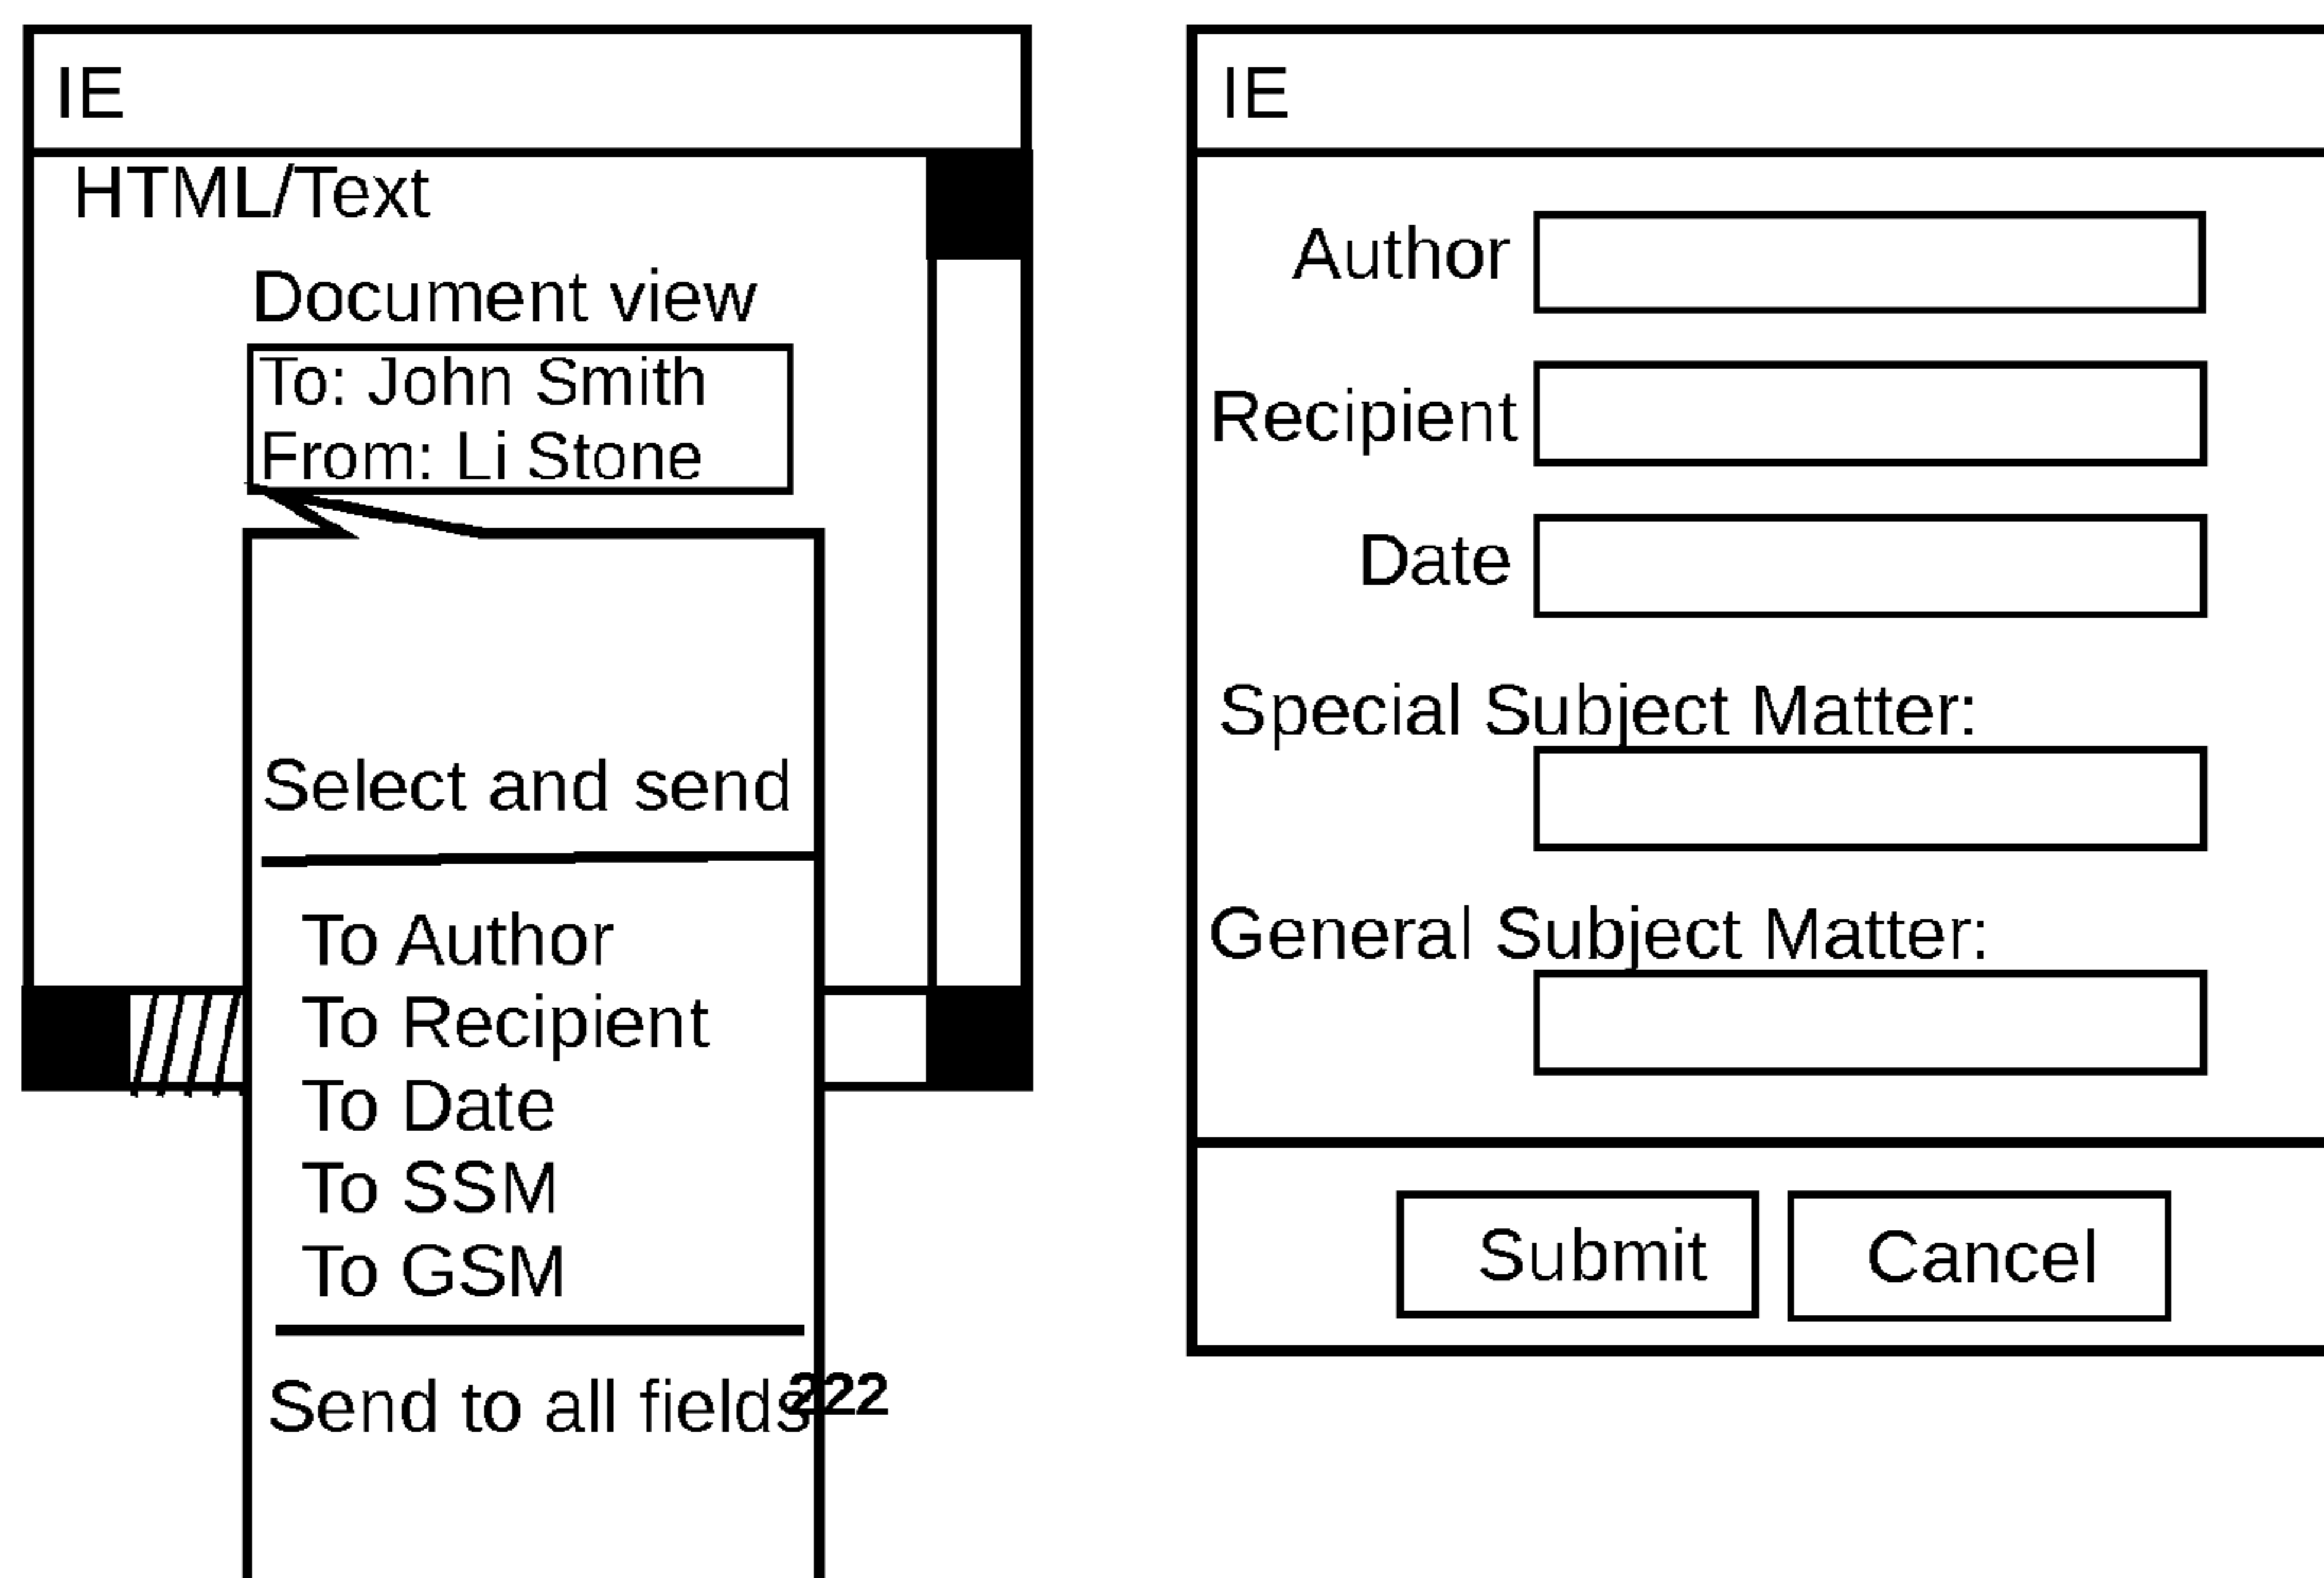 IE
HTML/Text
Document view
To: John Smith
From: Li Stone
Select and send
To Author
To Recipient
To Date
To SSM
To GSM
Send to all fields
222
IE
Author
Recipient
Date
Special Subject Matter:
General Subject Matter:
Submit
Cancel